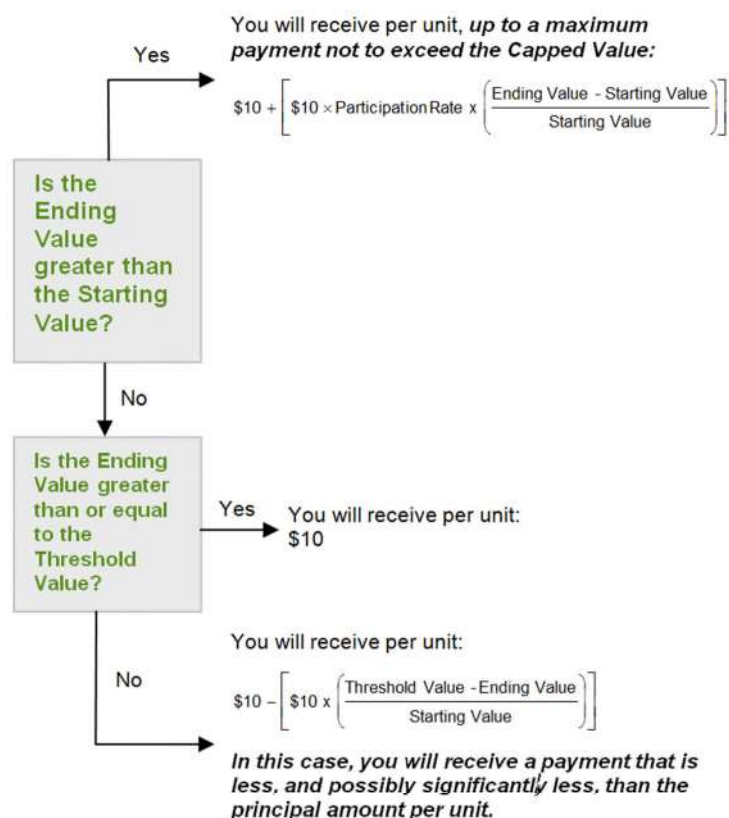 You will receive per unit, up to a maximum
payment not to exceed the Capped Value:
Yes
$10 + [ $10 × Participation Rate x ( Ending Value - Starting Value
Starting Value ) ]
Is the
Ending
Value
greater than
the Starting
Value?
No
Is the Ending
Value greater
than or equal
to the
Threshold
Value?
Yes
You will receive per unit:
$10
You will receive per unit:
No
$10 – [ $10 x ( Threshold Value - Ending Value
Starting Value ) ]
In this case, you will receive a payment that is
less, and possibly significantly less, than the
principal amount per unit.